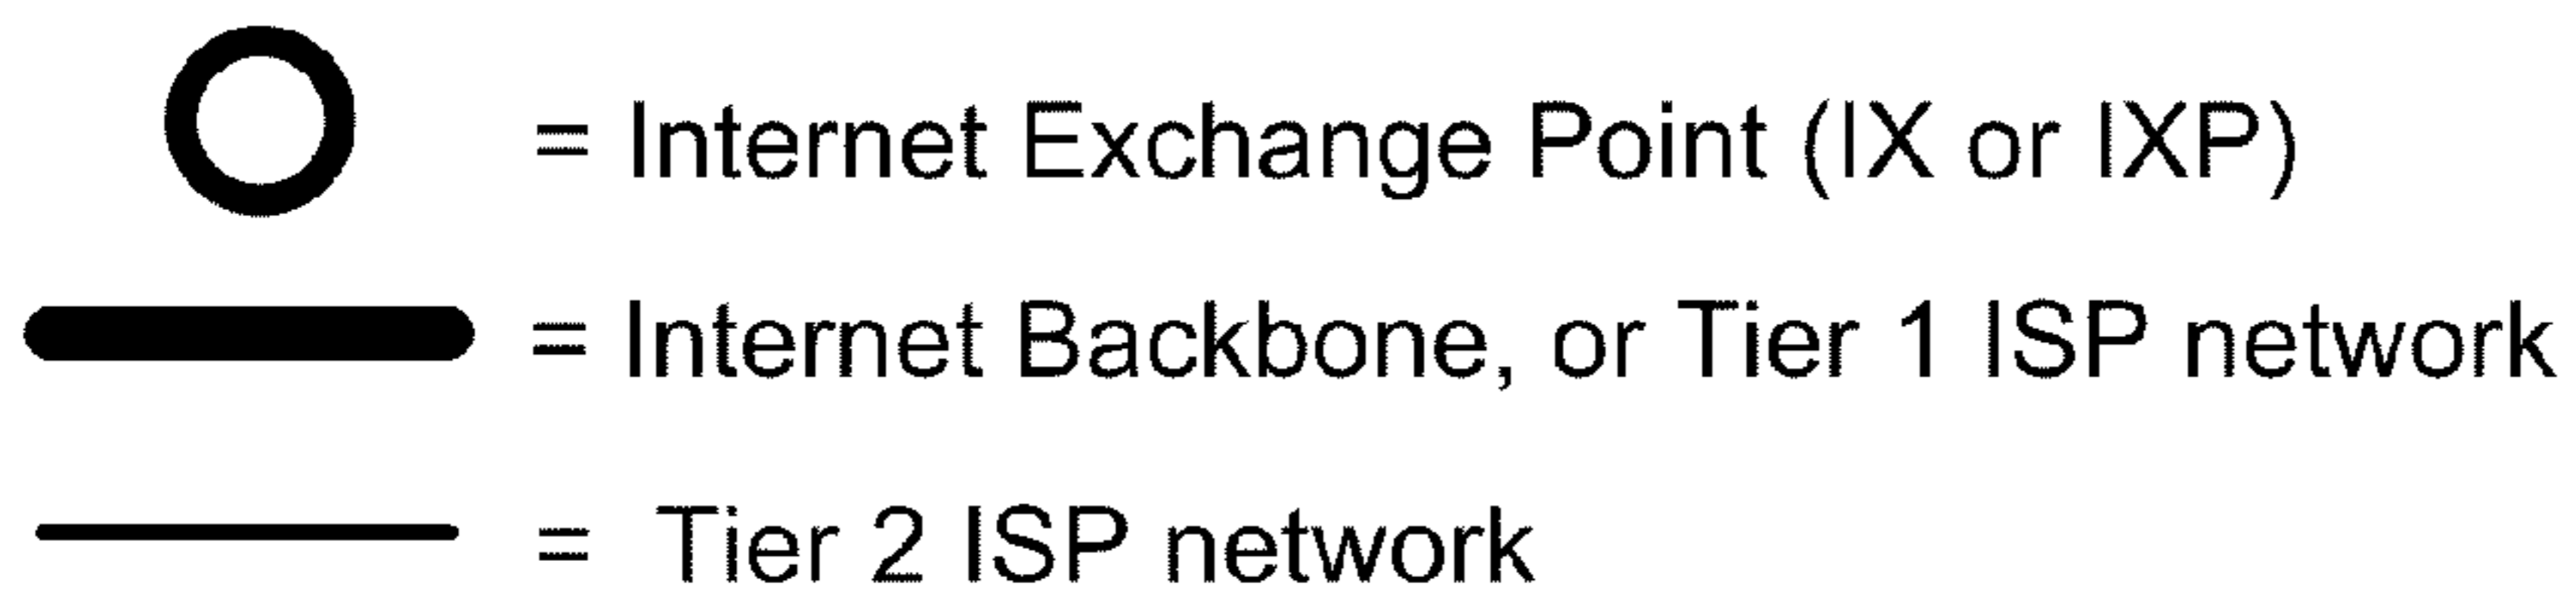 = Internet Exchange Point (IX or IXP)
= Internet Backbone, or Tier 1 ISP network
= Tier 2 ISP network